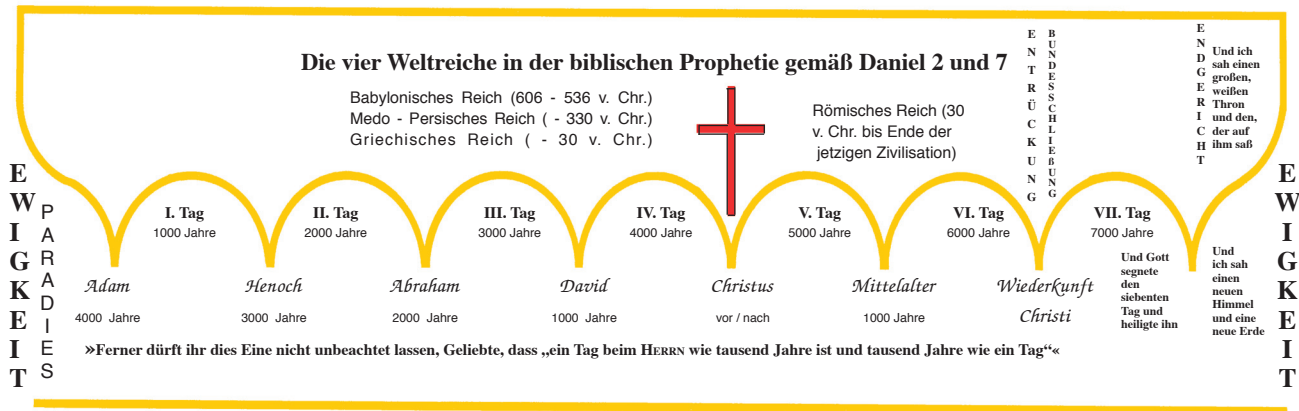 Die vier Weltreiche in der biblischen Prophetie gemäß Daniel 2 und 7
Babylonisches Reich (606 - 536 v. Chr.)
Medo - Persisches Reich ( - 330 v. Chr.)
Griechisches Reich ( - 30 v. Chr.)
Römisches Reich (30
v. Chr. bis Ende der
jetzigen Zivilisation)
ENTRÜCKUNG
BUNDESSCHLIEßUNG
ENDGERICHT
Und ich
sah einen
großen,
weißen
Thron
und den,
der auf
ihm saß
EWIGKEIT
PARADIES
I. Tag
1000 Jahre
II. Tag
2000 Jahre
III. Tag
3000 Jahre
IV. Tag
4000 Jahre
V. Tag
5000 Jahre
VI. Tag
6000 Jahre
VII. Tag
7000 Jahre
Adam
4000 Jahre
Henoch
3000 Jahre
Abraham
2000 Jahre
David
1000 Jahre
Christus
vor / nach
Mittelalter
1000 Jahre
Wiederkunft
Christi
Und Gott
segnete
den
siebenten
Tag und
heiligte ihn
Und
ich sah
einen
neuen
Himmel
und eine
neue Erde
EWIGKEIT
»Ferner dürft ihr dies Eine nicht unbeachtet lassen, Geliebte, dass „ein Tag beim HERRN wie tausend Jahre ist und tausend Jahre wie ein Tag“«